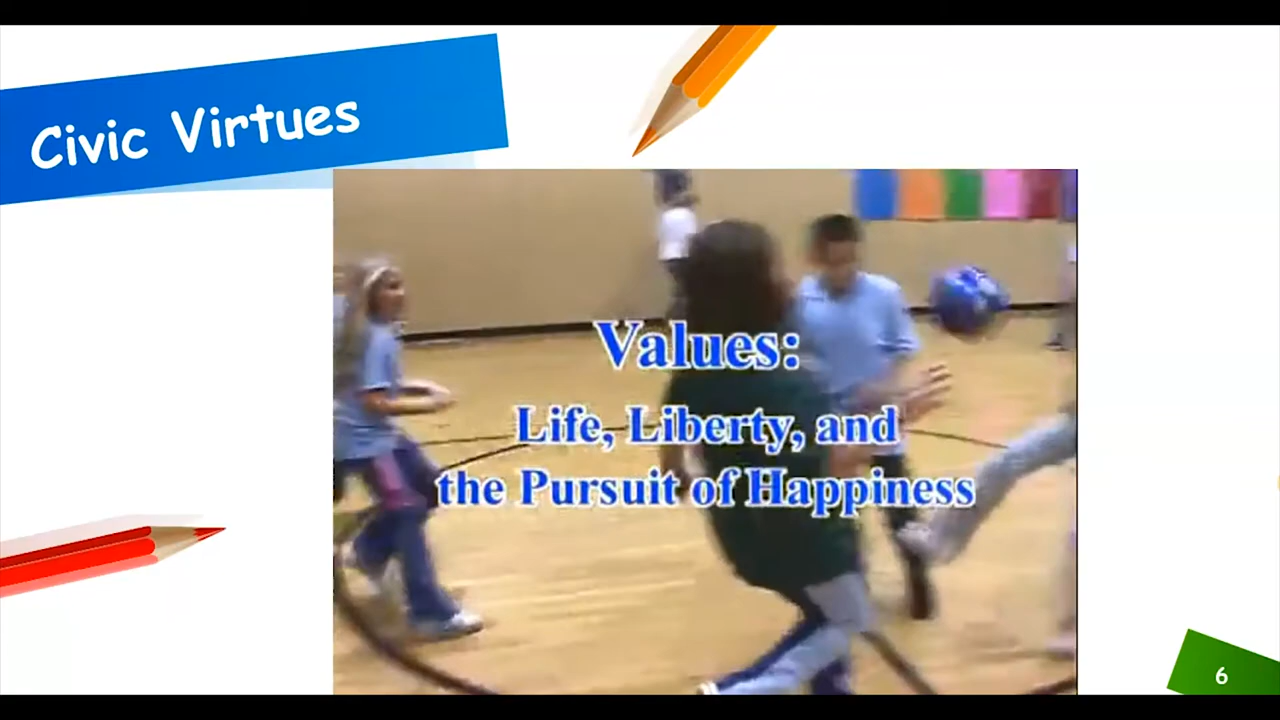 Civic Virtues
Values:
Life, Liberty, and
the Pursuit of Happiness
6